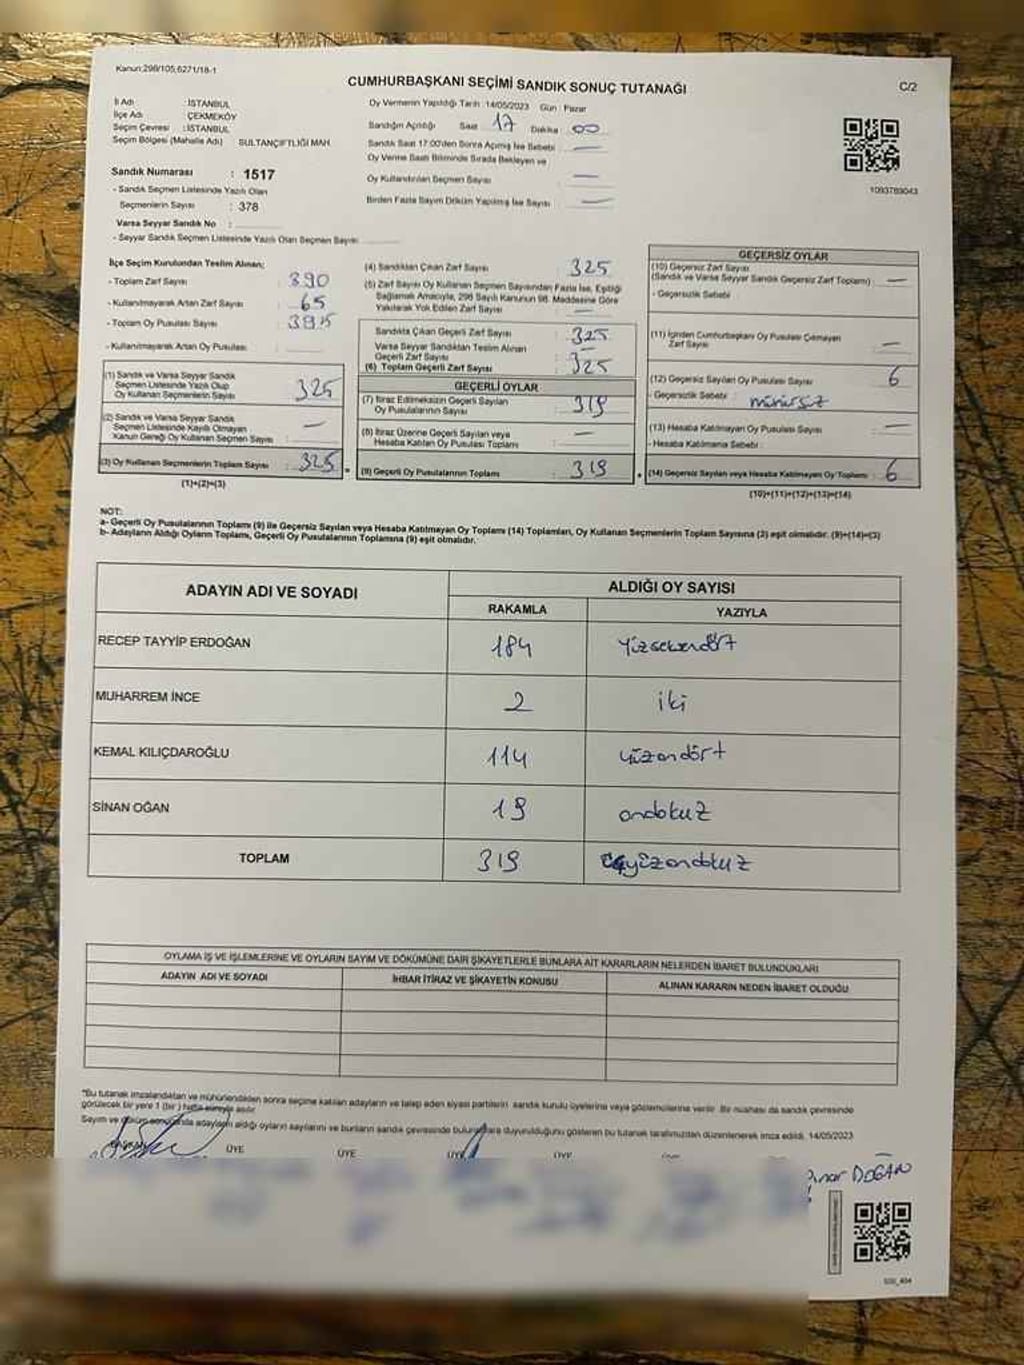 Kanun:298/105,6271/18-1
CUMHURBAŞKANI SEÇİMİ SANDIK SONUÇ TUTANAĞI
C/2
İl Adı : İSTANBUL
İlçe Adı : ÇEKMEKÖY
Seçim Çevresi : İSTANBUL
Seçim Bölgesi (Mahalle Adı) SULTANÇİFTLİĞİ MAH.
Sandık Numarası : 1517
- Sandık Seçmen Listesinde Yazılı Olan
Seçmenlerin Sayısı : 378
Varsa Seyyar Sandık No :
- Seyyar Sandık Seçmen Listesinde Yazılı Olan Seçmen Sayısı
Oy Vermenin Yapıldığı Tarih :14/05/2023 Gün : Pazar
Sandığın Açıldığı Saat 17 Dakika 00
Sandık Saat 17:00'den Sonra Açılmış İse Sebebi : —
Oy Verme Saati Bitiminde Sırada Bekleyen ve
Oy Kullandırılan Seçmen Sayısı —
Birden Fazla Sayım Döküm Yapılmış İse Sayısı —
1093789043
İlçe Seçim Kurulundan Teslim Alınan;
- Toplam Zarf Sayısı : 390
- Kullanılmayarak Artan Zarf Sayısı : 65
- Toplam Oy Pusulası Sayısı :
- Kullanılmayarak Artan Oy Pusulası :
(1) Sandık ve Varsa Seyyar Sandık
Seçmen Listesinde Yazılı Olup
Oy Kullanan Seçmenlerin Sayısı : 325
(2) Sandık ve Varsa Seyyar Sandık
Seçmen Listesinde Kayıtlı Olmayan
Kanun Gereği Oy Kullanan Seçmen Sayısı : —
(3) Oy Kullanan Seçmenlerin Toplam Sayısı : 325
(1)+(2)=(3)
(4) Sandıktan Çıkan Zarf Sayısı : 325
(5) Zarf Sayısı Oy Kullanan Seçmen Sayısından Fazla İse, Eşitliği
Sağlamak Amacıyla, 298 Sayılı Kanunun 98. Maddesine Göre
Yakılarak Yok Edilen Zarf Sayısı : —
Sandıkta Çıkan Geçerli Zarf Sayısı : 325
Varsa Seyyar Sandıktan Teslim Alınan
Geçerli Zarf Sayısı : —
(6) Toplam Geçerli Zarf Sayısı : 325
GEÇERLİ OYLAR
(7) İtiraz Edilmeksizin Geçerli Sayılan
Oy Pusulalarının Sayısı : 319
(8) İtiraz Üzerine Geçerli Sayılan veya
Hesaba Katılan Oy Pusulası Toplamı : —
(9) Geçerli Oy Pusulalarının Toplamı : 319
GEÇERSİZ OYLAR
(10) Geçersiz Zarf Sayısı
(Sandık ve Varsa Seyyar Sandık Geçersiz Zarf Toplamı) : —
- Geçersizlik Sebebi :
(11) İçinden Cumhurbaşkanı Oy Pusulası Çıkmayan
Zarf Sayısı : —
(12) Geçersiz Sayılan Oy Pusulası Sayısı : 6
- Geçersizlik Sebebi : mühürsüz
(13) Hesaba Katılmayan Oy Pusulası Sayısı : —
- Hesaba Katılmama Sebebi :
(14) Geçersiz Sayılan veya Hesaba Katılmayan Oy Toplamı : 6
(10)+(11)+(12)+(13)=(14)
NOT:
a- Geçerli Oy Pusulalarının Toplamı (9) ile Geçersiz Sayılan veya Hesaba Katılmayan Oy Toplamı (14) Toplamları, Oy Kullanan Seçmenlerin Toplam Sayısına (3) eşit olmalıdır. (9)+(14)=(3)
b- Adayların Aldığı Oyların Toplamı, Geçerli Oy Pusulalarının Toplamına (9) eşit olmalıdır.
ADAYIN ADI VE SOYADI ALDIĞI OY SAYISI
RAKAMLA YAZIYLA
RECEP TAYYİP ERDOĞAN 184 Yüzseksendört
MUHARREM İNCE 2 iki
KEMAL KILIÇDAROĞLU 114 yüzondört
SİNAN OĞAN 19 ondokuz
TOPLAM 319 üçyüzondokuz
OYLAMA İŞ VE İŞLEMLERİNE VE OYLARIN SAYIM VE DÖKÜMÜNE DAİR ŞİKAYETLERLE BUNLARA AİT KARARLARIN NELERDEN İBARET BULUNDUKLARI
ADAYIN ADI VE SOYADI İHBAR İTİRAZ VE ŞİKAYETİN KONUSU ALINAN KARARIN NEDEN İBARET OLDUĞU
*Bu tutanak imzalandıktan ve mühürlendikten sonra seçime katılan adayların ve talep eden siyasi partilerin sandık kurulu üyelerine veya gözlemcilerine verilir. Bir nüshası da sandık çevresinde
görülecek bir yere 1 (bir) hafta süreyle asılır.
Sayım ve döküm sonucunda adayların aldığı oyların sayılarını ve bunların sandık çevresinde bulunanlara duyurulduğunu gösteren bu tutanak tarafımızdan düzenlenerek imza edildi. 14/05/2023
BAŞKAN ÜYE ÜYE ÜYE ÜYE
Pınar DOĞAN